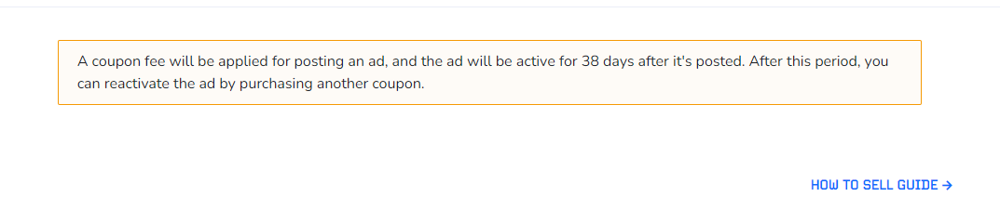 A coupon fee will be applied for posting an ad, and the ad will be active for 38 days after it's posted. After this period, you
can reactivate the ad by purchasing another coupon.
HOW TO SELL GUIDE →